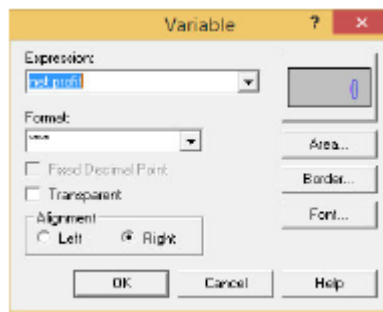 Variable ? ×
Expression:
net profit
0
Format:
****
Area...
Fixed Decimal Point
Border...
Transparent
Alignment
Font...
Left Right
OK Cancel Help